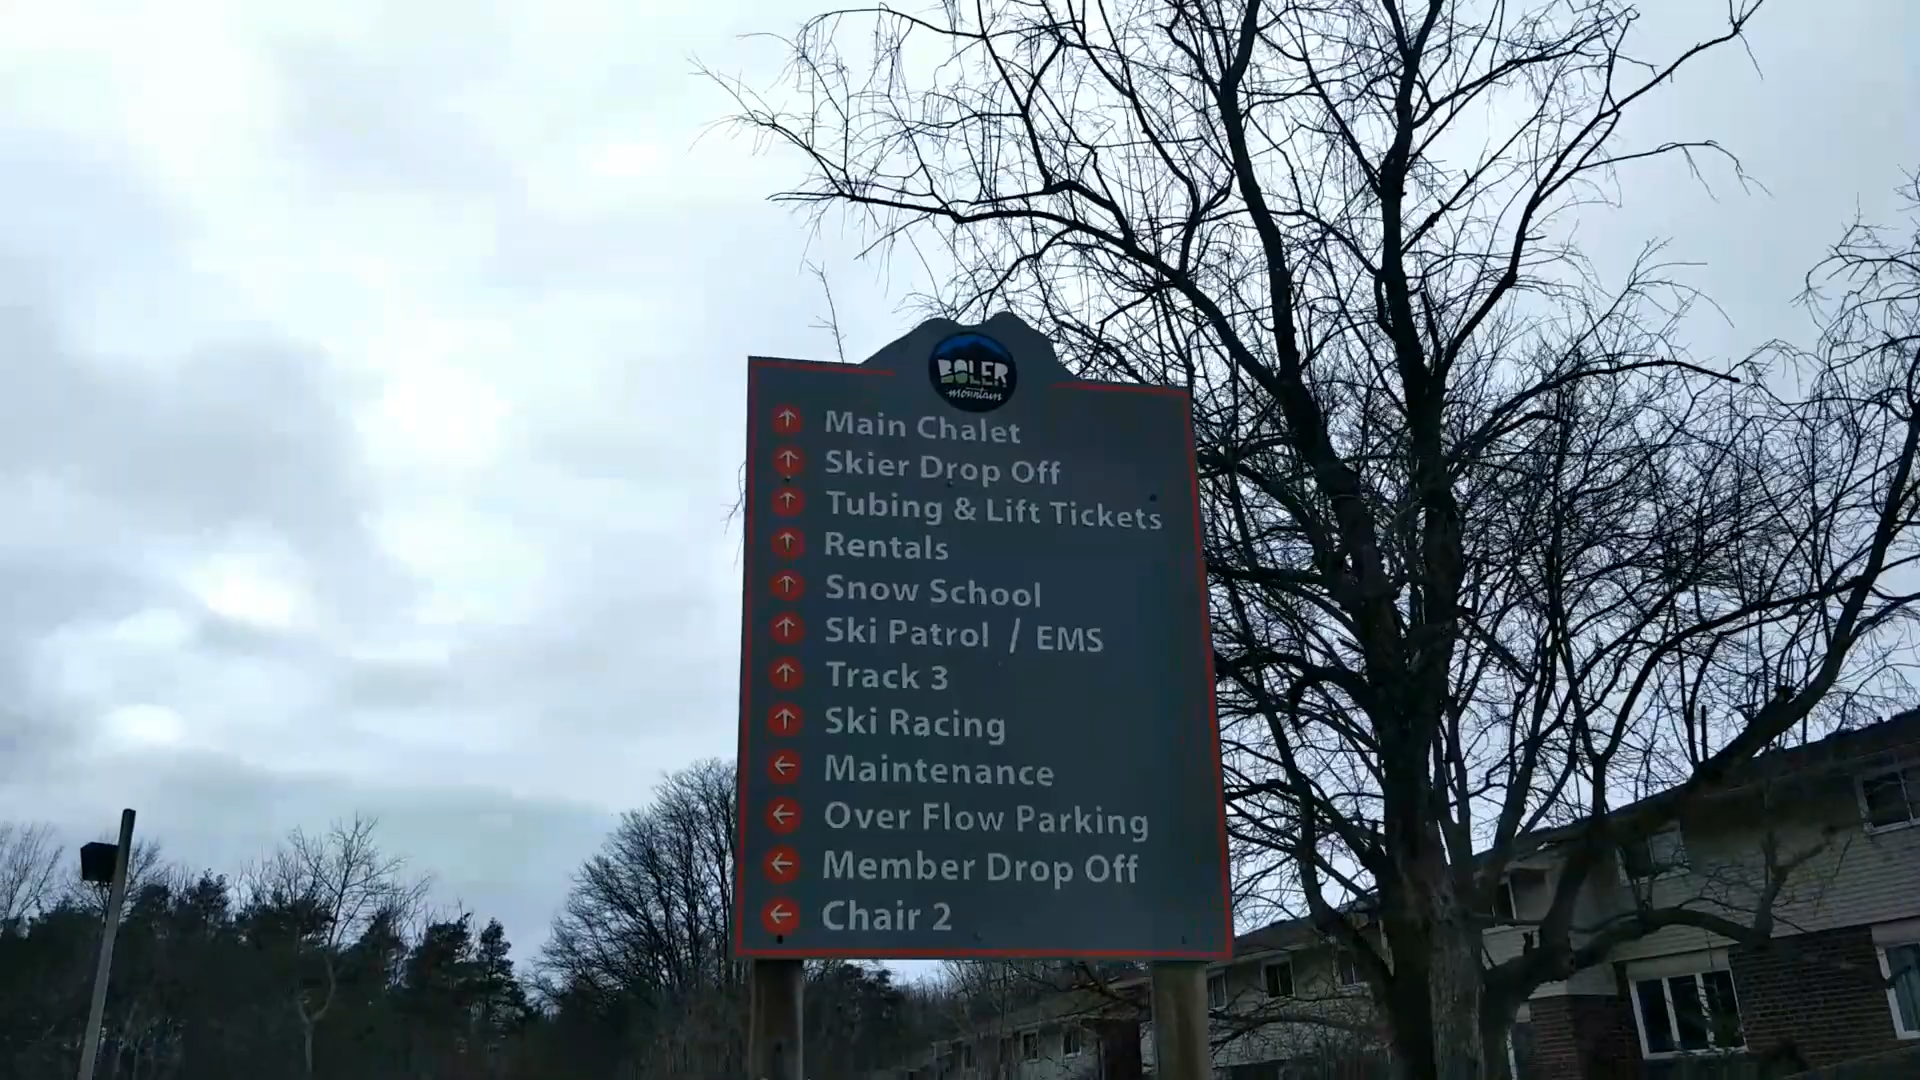 BOLER
mountain
↑ Main Chalet
↑ Skier Drop Off
↑ Tubing & Lift Tickets
↑ Rentals
↑ Snow School
↑ Ski Patrol / EMS
↑ Track 3
↑ Ski Racing
← Maintenance
← Over Flow Parking
← Member Drop Off
← Chair 2